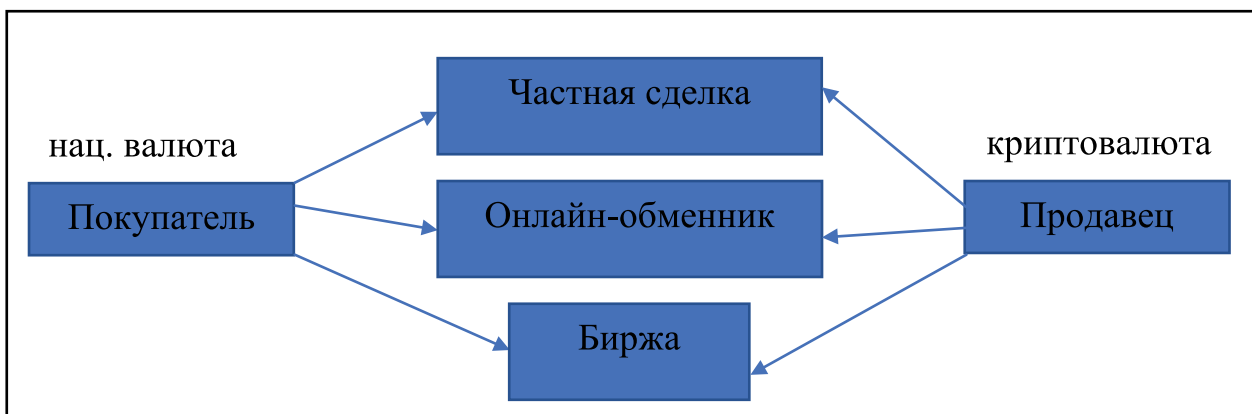 Частная сделка
нац. валюта
криптовалюта
Покупатель
Онлайн-обменник
Продавец
Биржа